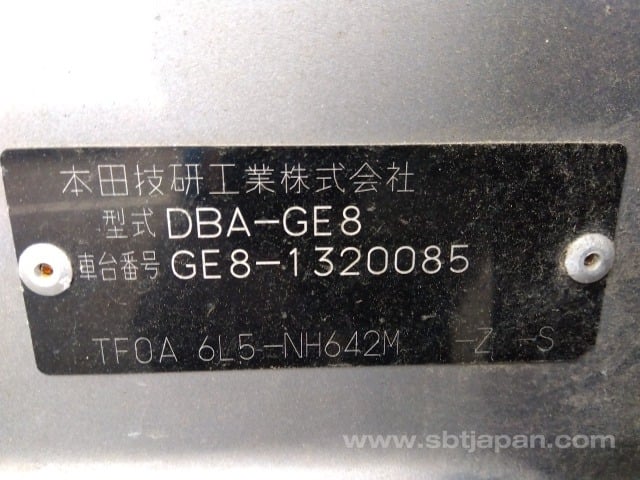 本田技研工業株式会社
型式 DBA-GE8
車台番号 GE8-1320085
TF0A 6L5-NH642M -Z -S
www.sbtjapan.com